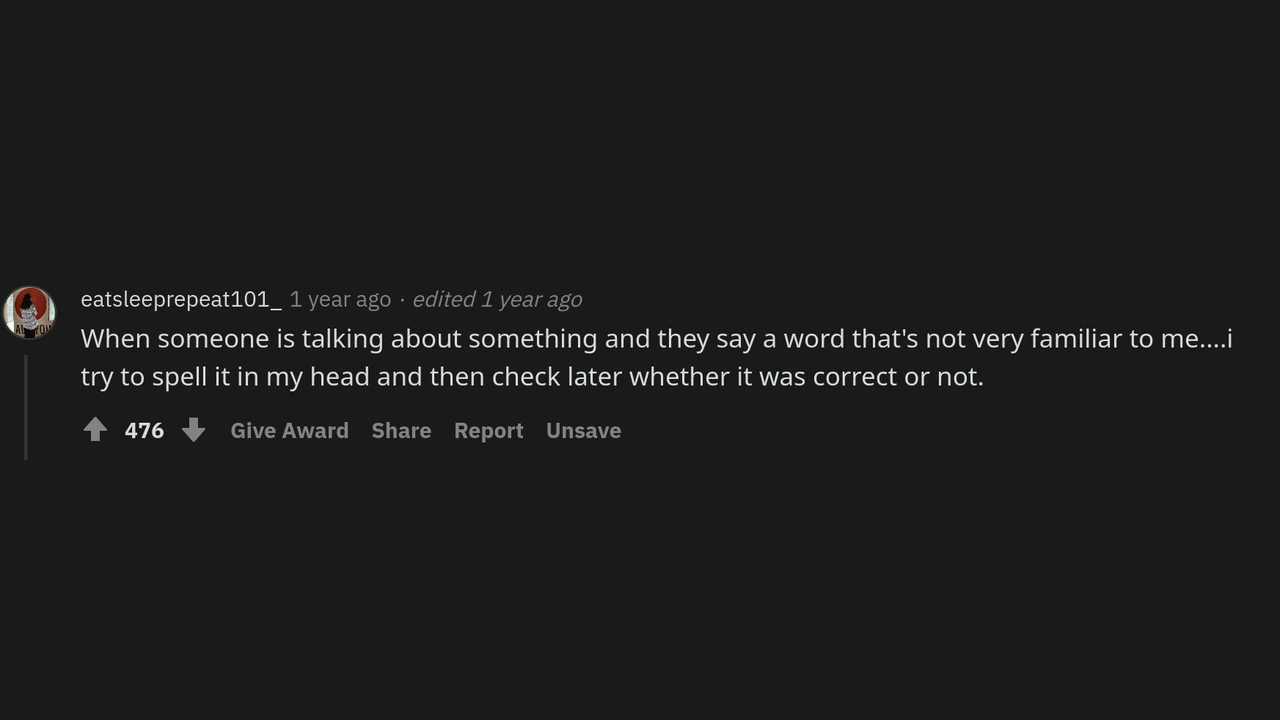 eatsleeprepeat101_ 1 year ago · edited 1 year ago
When someone is talking about something and they say a word that's not very familiar to me....i
try to spell it in my head and then check later whether it was correct or not.
476 Give Award Share Report Unsave